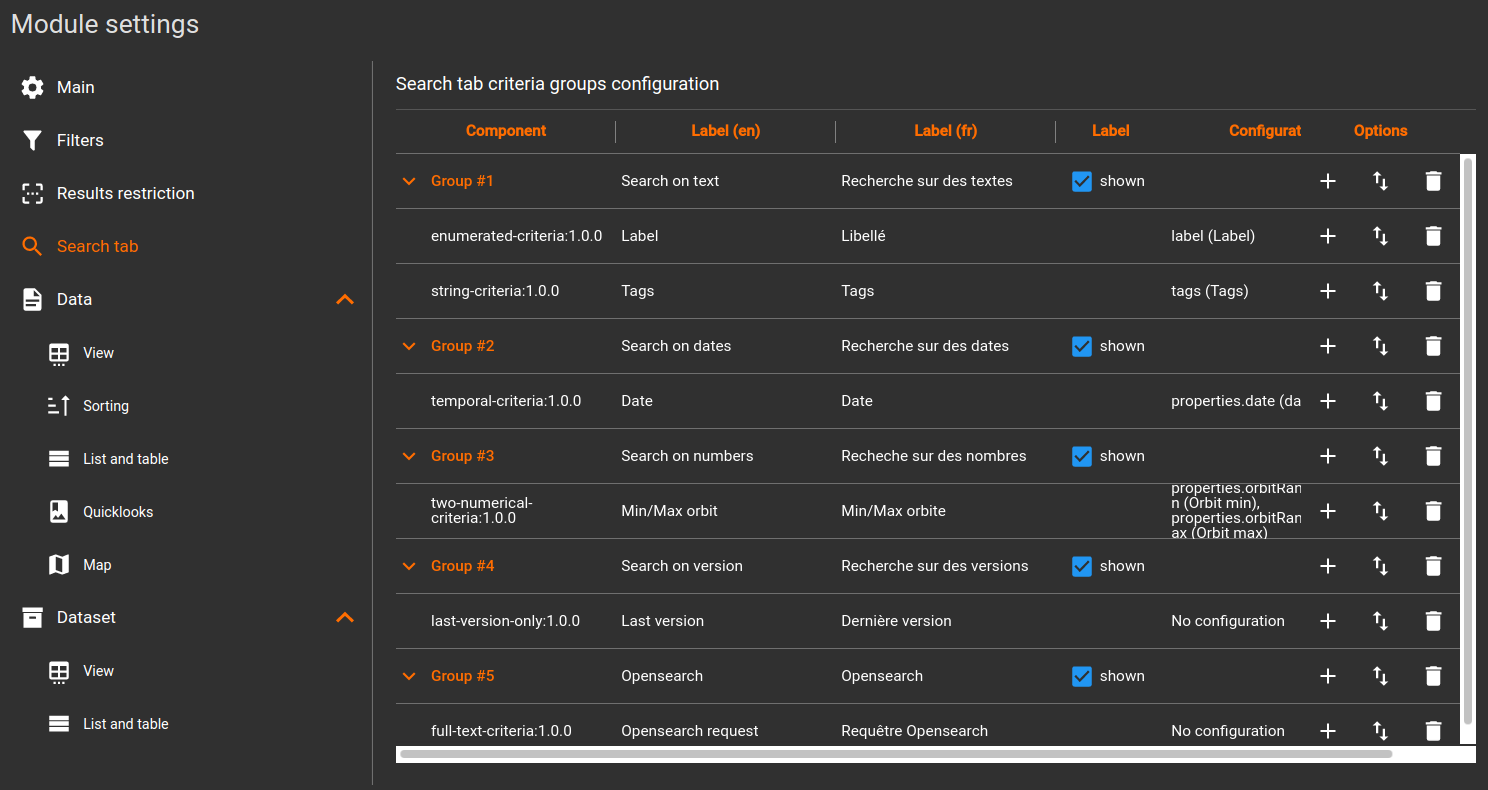 Module settings
Main
Filters
Results restriction
Search tab
Data
View
Sorting
List and table
Quicklooks
Map
Dataset
View
List and table
Search tab criteria groups configuration
Component Label (en) Label (fr) Label Configurat Options
Group #1 Search on text Recherche sur des textes shown
enumerated-criteria:1.0.0 Label Libellé label (Label)
string-criteria:1.0.0 Tags Tags tags (Tags)
Group #2 Search on dates Recherche sur des dates shown
temporal-criteria:1.0.0 Date Date properties.date (da
Group #3 Search on numbers Recheche sur des nombres shown
two-numerical-
criteria:1.0.0 Min/Max orbit Min/Max orbite
properties.orbitRan
n (Orbit min),
properties.orbitRan
ax (Orbit max)
Group #4 Search on version Recherche sur des versions shown
last-version-only:1.0.0 Last version Dernière version No configuration
Group #5 Opensearch Opensearch shown
full-text-criteria:1.0.0 Opensearch request Requêtre Opensearch No configuration